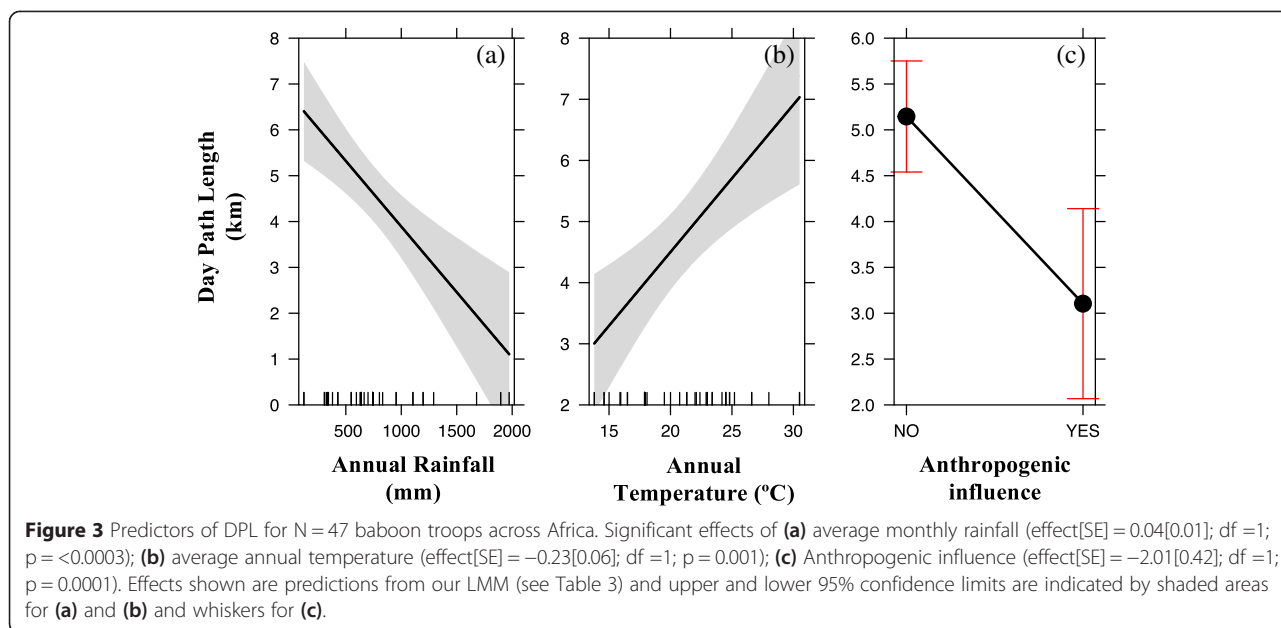 (a)
(b)
(c)
8
7
6
5
4
3
2
1
0
8
7
6
5
4
3
2
6.0
5.5
5.0
4.5
4.0
3.5
3.0
2.5
2.0
Day Path Length
(km)
500 1000 1500 2000
15 20 25 30
NO YES
Annual Rainfall
(mm)
Annual
Temperature (ºC)
Anthropogenic
influence
Figure 3 Predictors of DPL for N = 47 baboon troops across Africa. Significant effects of (a) average monthly rainfall (effect[SE] = 0.04[0.01]; df =1;
p = <0.0003); (b) average annual temperature (effect[SE] = −0.23[0.06]; df =1; p = 0.001); (c) Anthropogenic influence (effect[SE] = −2.01[0.42]; df =1;
p = 0.0001). Effects shown are predictions from our LMM (see Table 3) and upper and lower 95% confidence limits are indicated by shaded areas
for (a) and (b) and whiskers for (c).